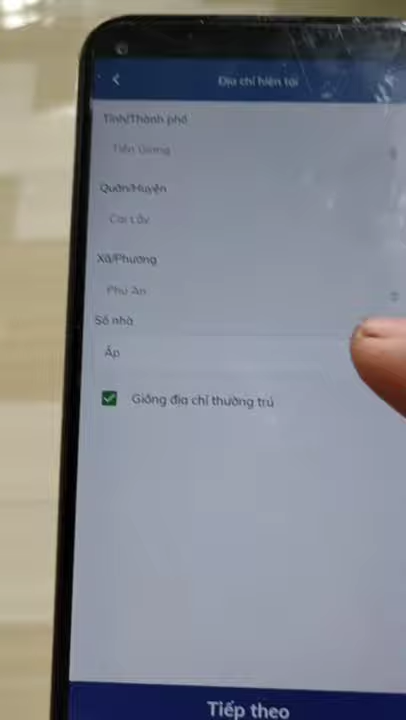 Địa chỉ hiện tại
Tỉnh/Thành phố
Tiền Giang
Quận/Huyện
Cai Lậy
Xã/Phường
Phú An
Số nhà
Ấp
Giống địa chỉ thường trú
Tiếp theo